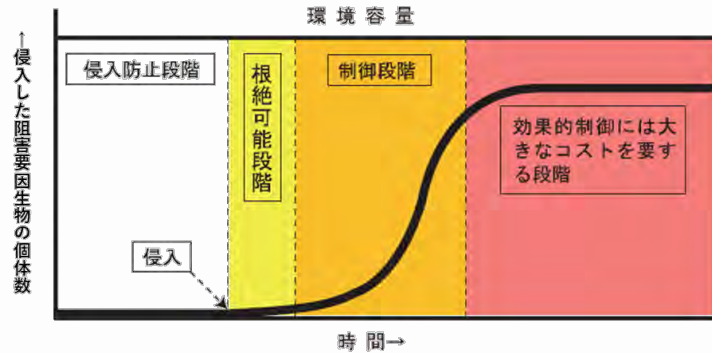 環境容量
↑侵入した阻害要因生物の個体数
侵入防止段階
根絶可能段階
制御段階
効果的制御には大
きなコストを要す
る段階
侵入
時間→